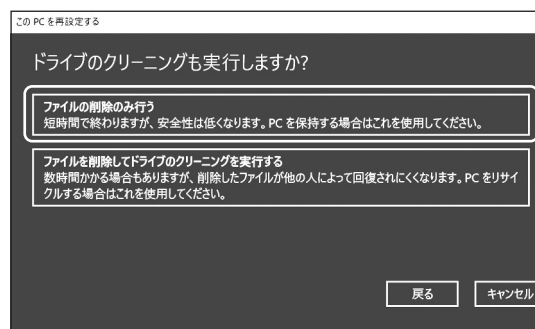 この PC を再設定する
ドライブのクリーニングも実行しますか?
ファイルの削除のみ行う
短時間で終わりますが、安全性は低くなります。PC を保持する場合はこれを使用してください。
ファイルを削除してドライブのクリーニングを実行する
数時間かかる場合もありますが、削除したファイルが他の人によって回復されにくくなります。PC をリサイ
クルする場合はこれを使用してください。
戻る
キャンセル